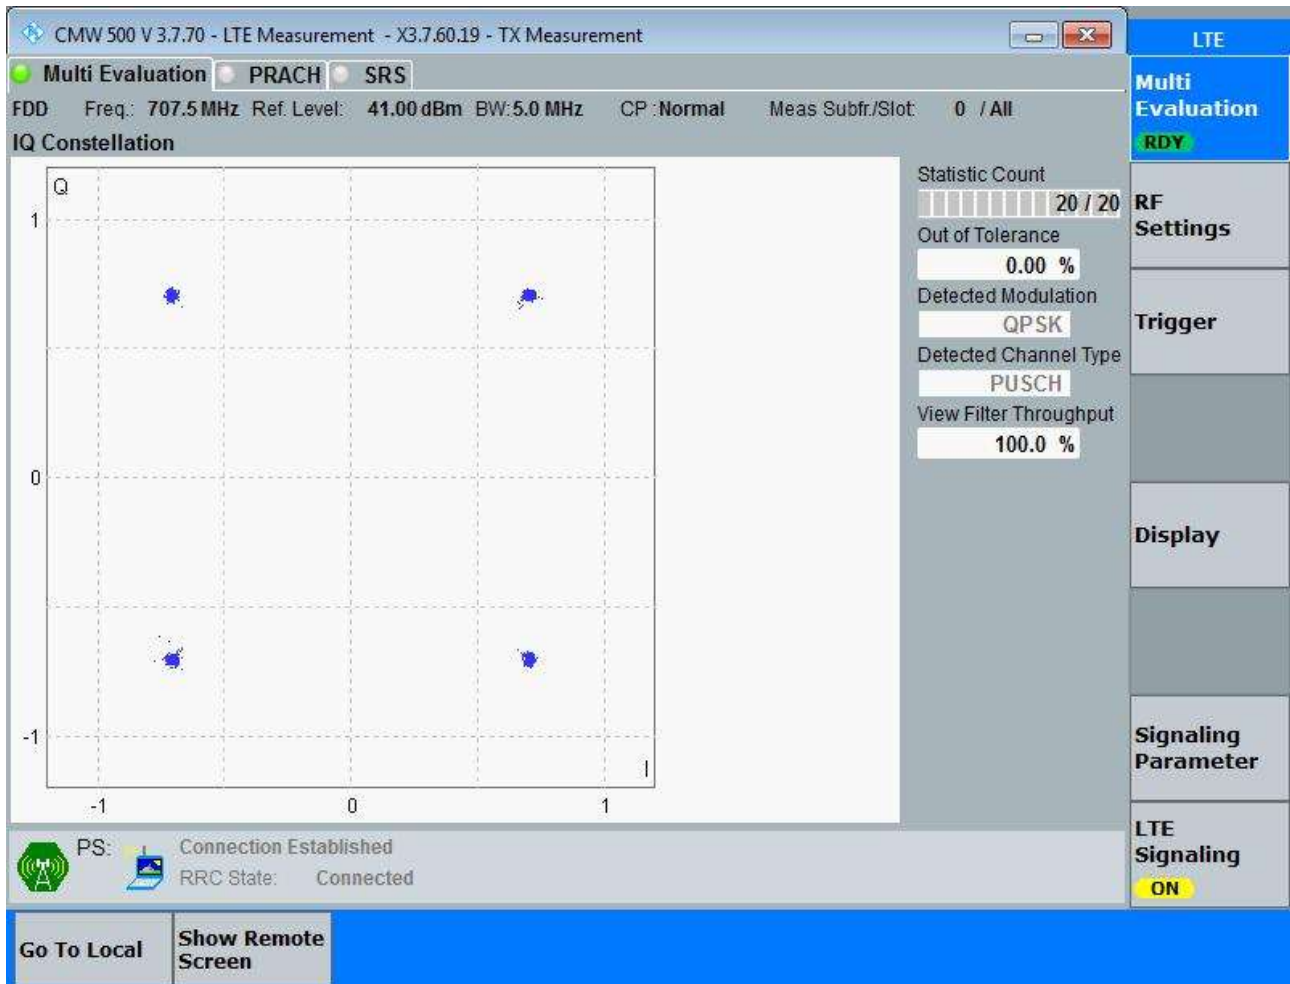 CMW 500 V 3.7.70 - LTE Measurement - X3.7.60.19 - TX Measurement
LTE
Multi Evaluation PRACH SRS
FDD Freq.: 707.5 MHz Ref. Level: 41.00 dBm BW: 5.0 MHz CP : Normal Meas Subfr./Slot: 0 / All
IQ Constellation
Q
1
0
-1
I
-1 0 1
Statistic Count
20 / 20
Out of Tolerance
0.00 %
Detected Modulation
QPSK
Detected Channel Type
PUSCH
View Filter Throughput
100.0 %
Multi
Evaluation
RDY
RF
Settings
Trigger
Display
Signaling
Parameter
LTE
Signaling
ON
PS: Connection Established
RRC State: Connected
Go To Local
Show Remote
Screen